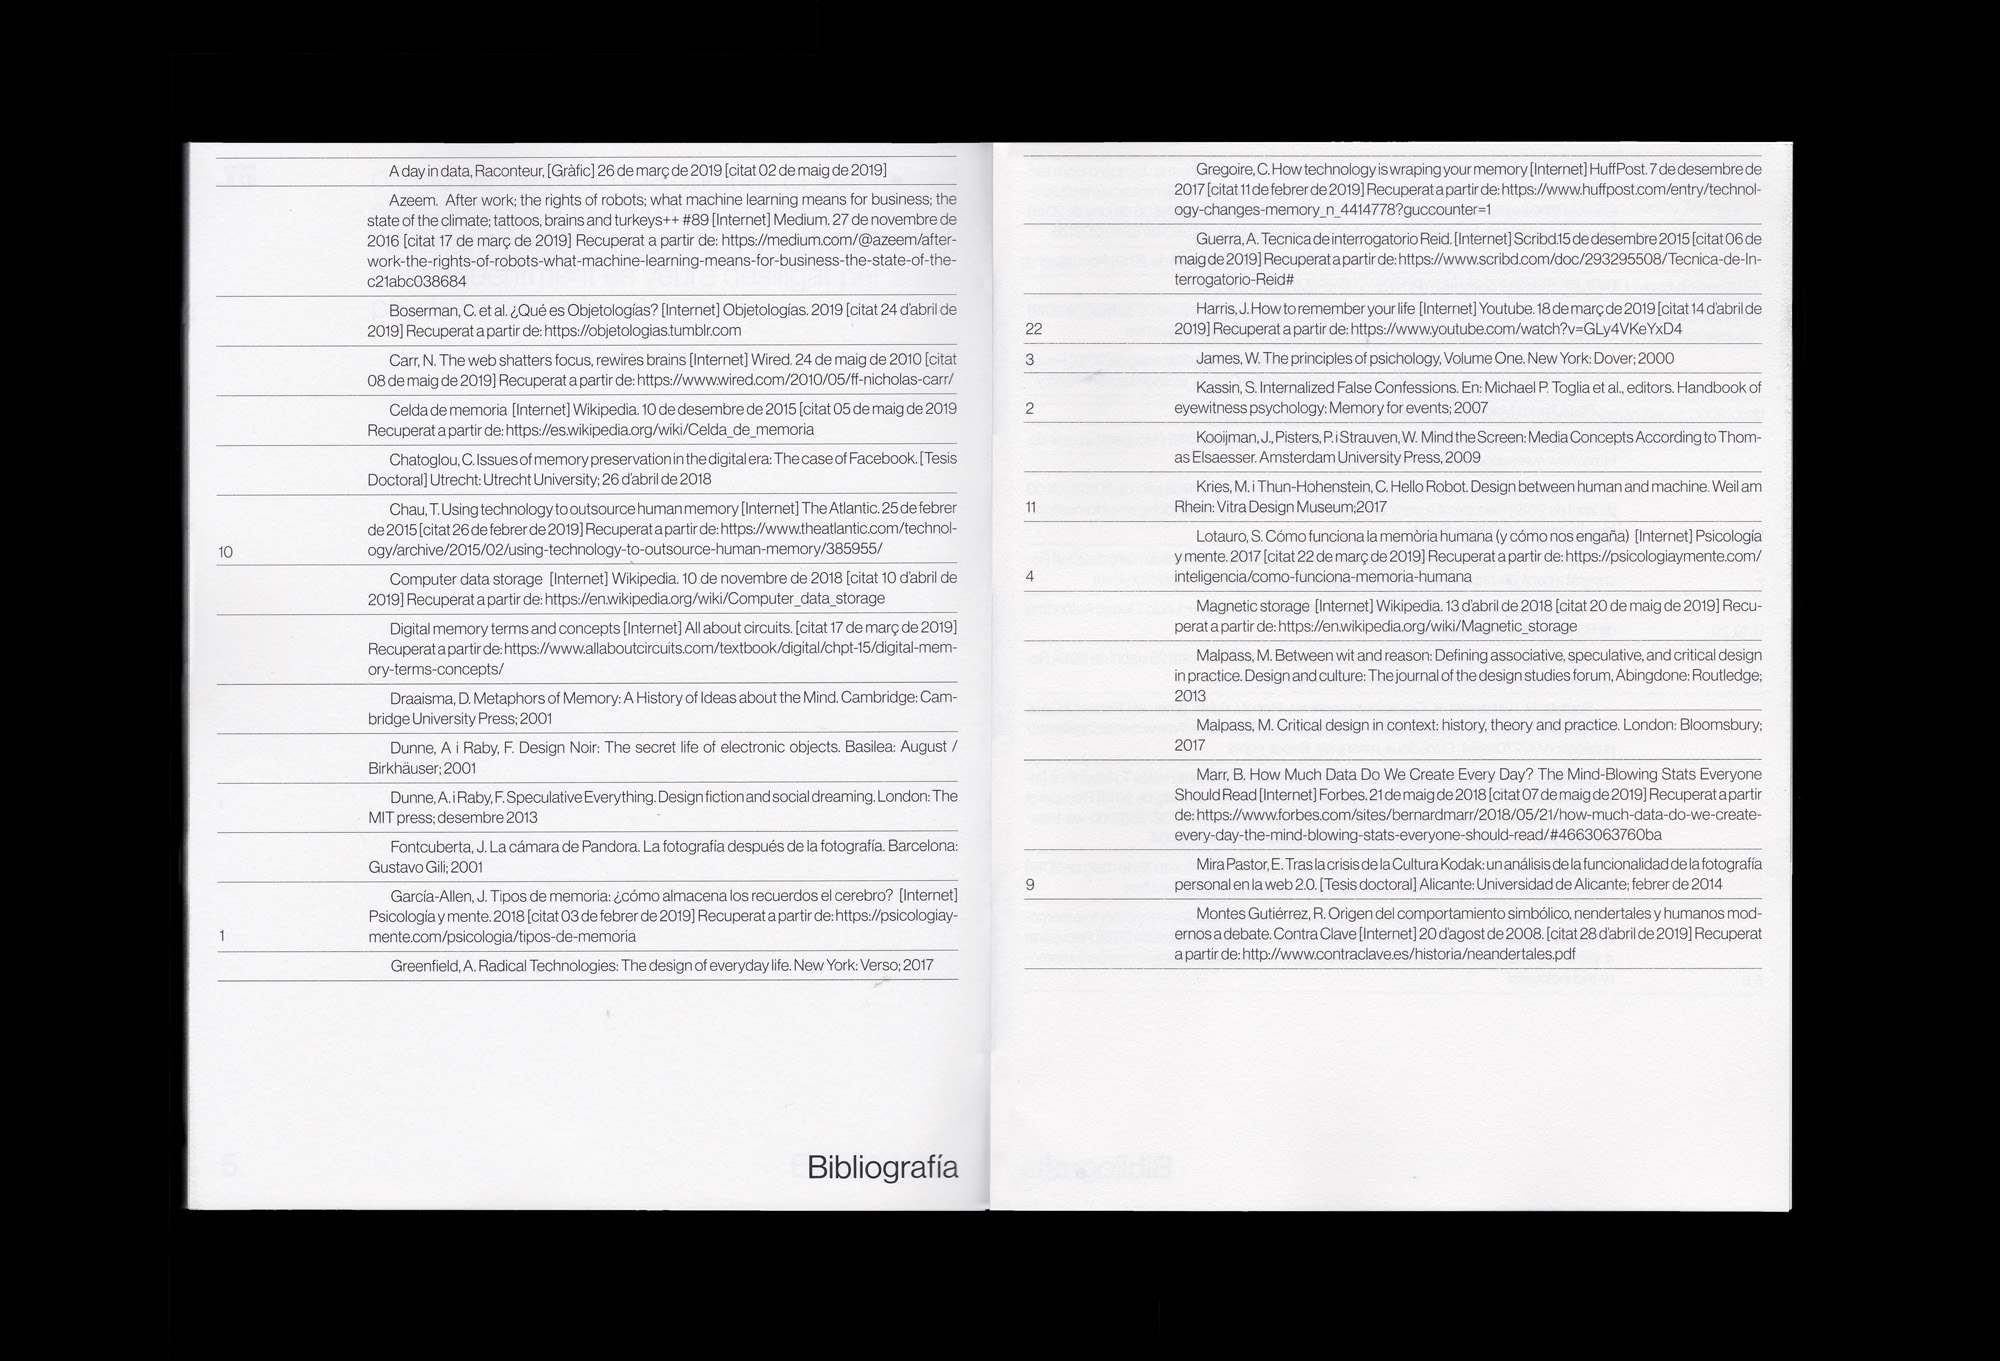 A day in data, Raconteur, [Gràfic] 26 de març de 2019 [citat 02 de maig de 2019]
Azeem. After work; the rights of robots; what machine learning means for business; the
state of the climate; tattoos, brains and turkeys++ #89 [Internet] Medium. 27 de novembre de
2016 [citat 17 de març de 2019] Recuperat a partir de: https://medium.com/@azeem/after-
work-the-rights-of-robots-what-machine-learning-means-for-business-the-state-of-the-
c21abc038684
Boserman, C. et al. ¿Qué es Objetologías? [Internet] Objetologías. 2019 [citat 24 d'abril de
2019] Recuperat a partir de: https://objetologias.tumblr.com
Carr, N. The web shatters focus, rewires brains [Internet] Wired. 24 de maig de 2010 [citat
08 de maig de 2019] Recuperat a partir de: https://www.wired.com/2010/05/ff-nicholas-carr/
Celda de memoria [Internet] Wikipedia. 10 de desembre de 2015 [citat 05 de maig de 2019
Recuperat a partir de: https://es.wikipedia.org/wiki/Celda_de_memoria
Chatoglou, C. Issues of memory preservation in the digital era: The case of Facebook. [Tesis
Doctoral] Utrecht: Utrecht University; 26 d'abril de 2018
Chau, T. Using technology to outsource human memory [Internet] The Atlantic. 25 de febrer
de 2015 [citat 26 de febrer de 2019] Recuperat a partir de: https://www.theatlantic.com/technol-
10 ogy/archive/2015/02/using-technology-to-outsource-human-memory/385955/
Computer data storage [Internet] Wikipedia. 10 de novembre de 2018 [citat 10 d'abril de
2019] Recuperat a partir de: https://en.wikipedia.org/wiki/Computer_data_storage
Digital memory terms and concepts [Internet] All about circuits. [citat 17 de març de 2019]
Recuperat a partir de: https://www.allaboutcircuits.com/textbook/digital/chpt-15/digital-mem-
ory-terms-concepts/
Draaisma, D. Metaphors of Memory: A History of Ideas about the Mind. Cambridge: Cam-
bridge University Press; 2001
Dunne, A i Raby, F. Design Noir: The secret life of electronic objects. Basilea: August /
Birkhäuser; 2001
Dunne, A. i Raby, F. Speculative Everything. Design fiction and social dreaming. London: The
MIT press; desembre 2013
Fontcuberta, J. La cámara de Pandora. La fotografía después de la fotografía. Barcelona:
Gustavo Gili; 2001
García-Allen, J. Tipos de memoria: ¿cómo almacena los recuerdos el cerebro? [Internet]
Psicología y mente. 2018 [citat 03 de febrer de 2019] Recuperat a partir de: https://psicologiay-
1 mente.com/psicologia/tipos-de-memoria
Greenfield, A. Radical Technologies: The design of everyday life. New York: Verso; 2017
Bibliografía
Gregoire, C. How technology is wraping your memory [Internet] HuffPost. 7 de desembre de
2017 [citat 11 de febrer de 2019] Recuperat a partir de: https://www.huffpost.com/entry/technol-
ogy-changes-memory_n_4414778?guccounter=1
Guerra, A. Tecnica de interrogatorio Reid. [Internet] Scribd.15 de desembre 2015 [citat 06 de
maig de 2019] Recuperat a partir de: https://www.scribd.com/doc/293295508/Tecnica-de-In-
terrogatorio-Reid#
Harris, J. How to remember your life [Internet] Youtube. 18 de març de 2019 [citat 14 d'abril de
22 2019] Recuperat a partir de: https://www.youtube.com/watch?v=GLy4VKeYxD4
3 James, W. The principles of psichology, Volume One. New York: Dover; 2000
Kassin, S. Internalized False Confessions. En: Michael P. Toglia et al., editors. Handbook of
2 eyewitness psychology: Memory for events; 2007
Kooijman, J., Pisters, P. i Strauven, W. Mind the Screen: Media Concepts According to Thom-
as Elsaesser. Amsterdam University Press, 2009
Kries, M. i Thun-Hohenstein, C. Hello Robot. Design between human and machine. Weil am
11 Rhein: Vitra Design Museum;2017
Lotauro, S. Cómo funciona la memòria humana (y cómo nos engaña) [Internet] Psicología
y mente. 2017 [citat 22 de març de 2019] Recuperat a partir de: https://psicologiaymente.com/
4 inteligencia/como-funciona-memoria-humana
Magnetic storage [Internet] Wikipedia. 13 d'abril de 2018 [citat 20 de maig de 2019] Recu-
perat a partir de: https://en.wikipedia.org/wiki/Magnetic_storage
Malpass, M. Between wit and reason: Defining associative, speculative, and critical design
in practice. Design and culture: The journal of the design studies forum, Abingdone: Routledge;
2013
Malpass, M. Critical design in context: history, theory and practice. London: Bloomsbury;
2017
Marr, B. How Much Data Do We Create Every Day? The Mind-Blowing Stats Everyone
Should Read [Internet] Forbes. 21 de maig de 2018 [citat 07 de maig de 2019] Recuperat a partir
de: https://www.forbes.com/sites/bernardmarr/2018/05/21/how-much-data-do-we-create-
every-day-the-mind-blowing-stats-everyone-should-read/#4663063760ba
Mira Pastor, E. Tras la crisis de la Cultura Kodak: un análisis de la funcionalidad de la fotografía
9 personal en la web 2.0. [Tesis doctoral] Alicante: Universidad de Alicante; febrer de 2014
Montes Gutiérrez, R. Origen del comportamiento simbólico, nendertales y humanos mod-
ernos a debate. Contra Clave [Internet] 20 d'agost de 2008. [citat 28 d'abril de 2019] Recuperat
a partir de: http://www.contraclave.es/historia/neandertales.pdf